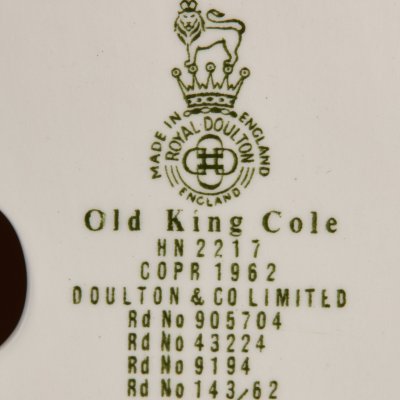 MADE IN ENGLAND
ROYAL DOULTON
ENGLAND
Old King Cole
HN 2217
COPR 1962
DOULTON & CO LIMITED
Rd No 905704
Rd No 43224
Rd No 9194
Rd No 143/62